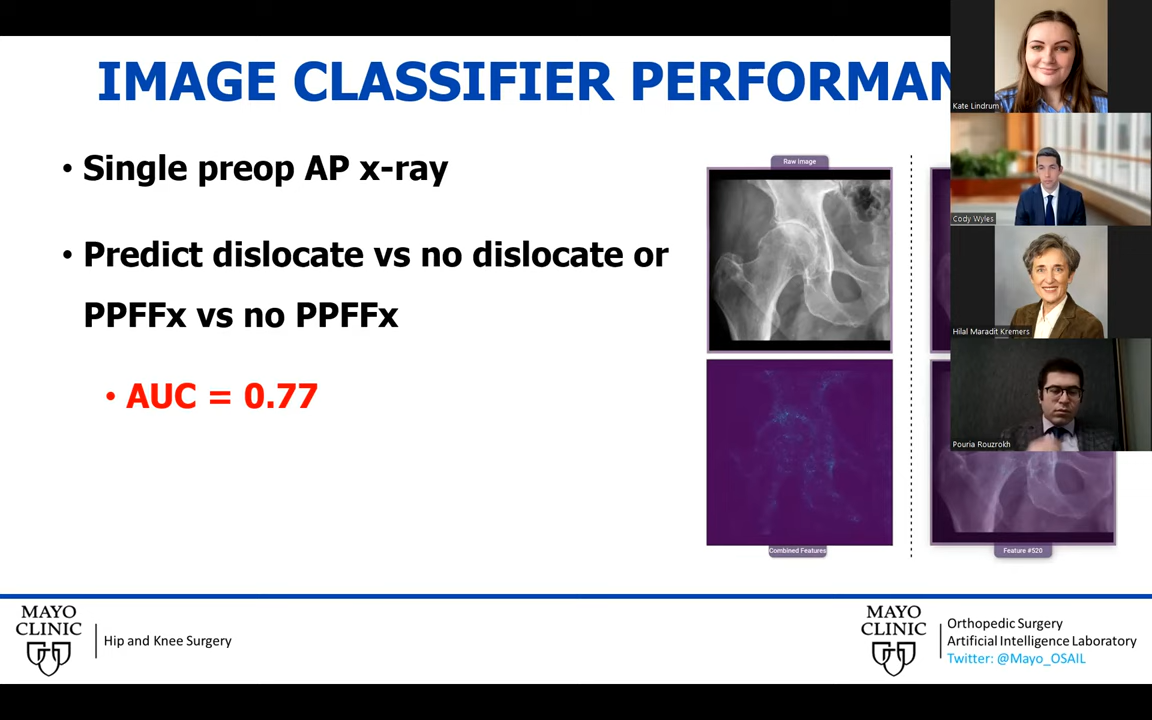 IMAGE CLASSIFIER PERFORMAN
• Single preop AP x-ray
• Predict dislocate vs no dislocate or
PPFFx vs no PPFFx
• AUC = 0.77
Raw Image
Combined Features
Feature #520
Kate Lindrum
Cody Wyles
Hilal Maradit Kremers
Pouria Rouzrokh
MAYO
CLINIC
Hip and Knee Surgery
MAYO
CLINIC
Orthopedic Surgery
Artificial Intelligence Laboratory
Twitter: @Mayo_OSAIL